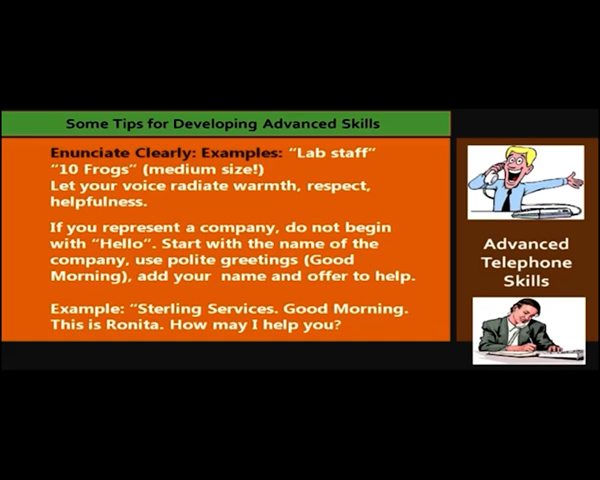 Some Tips for Developing Advanced Skills
Enunciate Clearly: Examples: “Lab staff”
“10 Frogs” (medium size!)
Let your voice radiate warmth, respect,
helpfulness.
If you represent a company, do not begin
with “Hello”. Start with the name of the
company, use polite greetings (Good
Morning), add your name and offer to help.
Example: “Sterling Services. Good Morning.
This is Ronita. How may I help you?
Advanced
Telephone
Skills